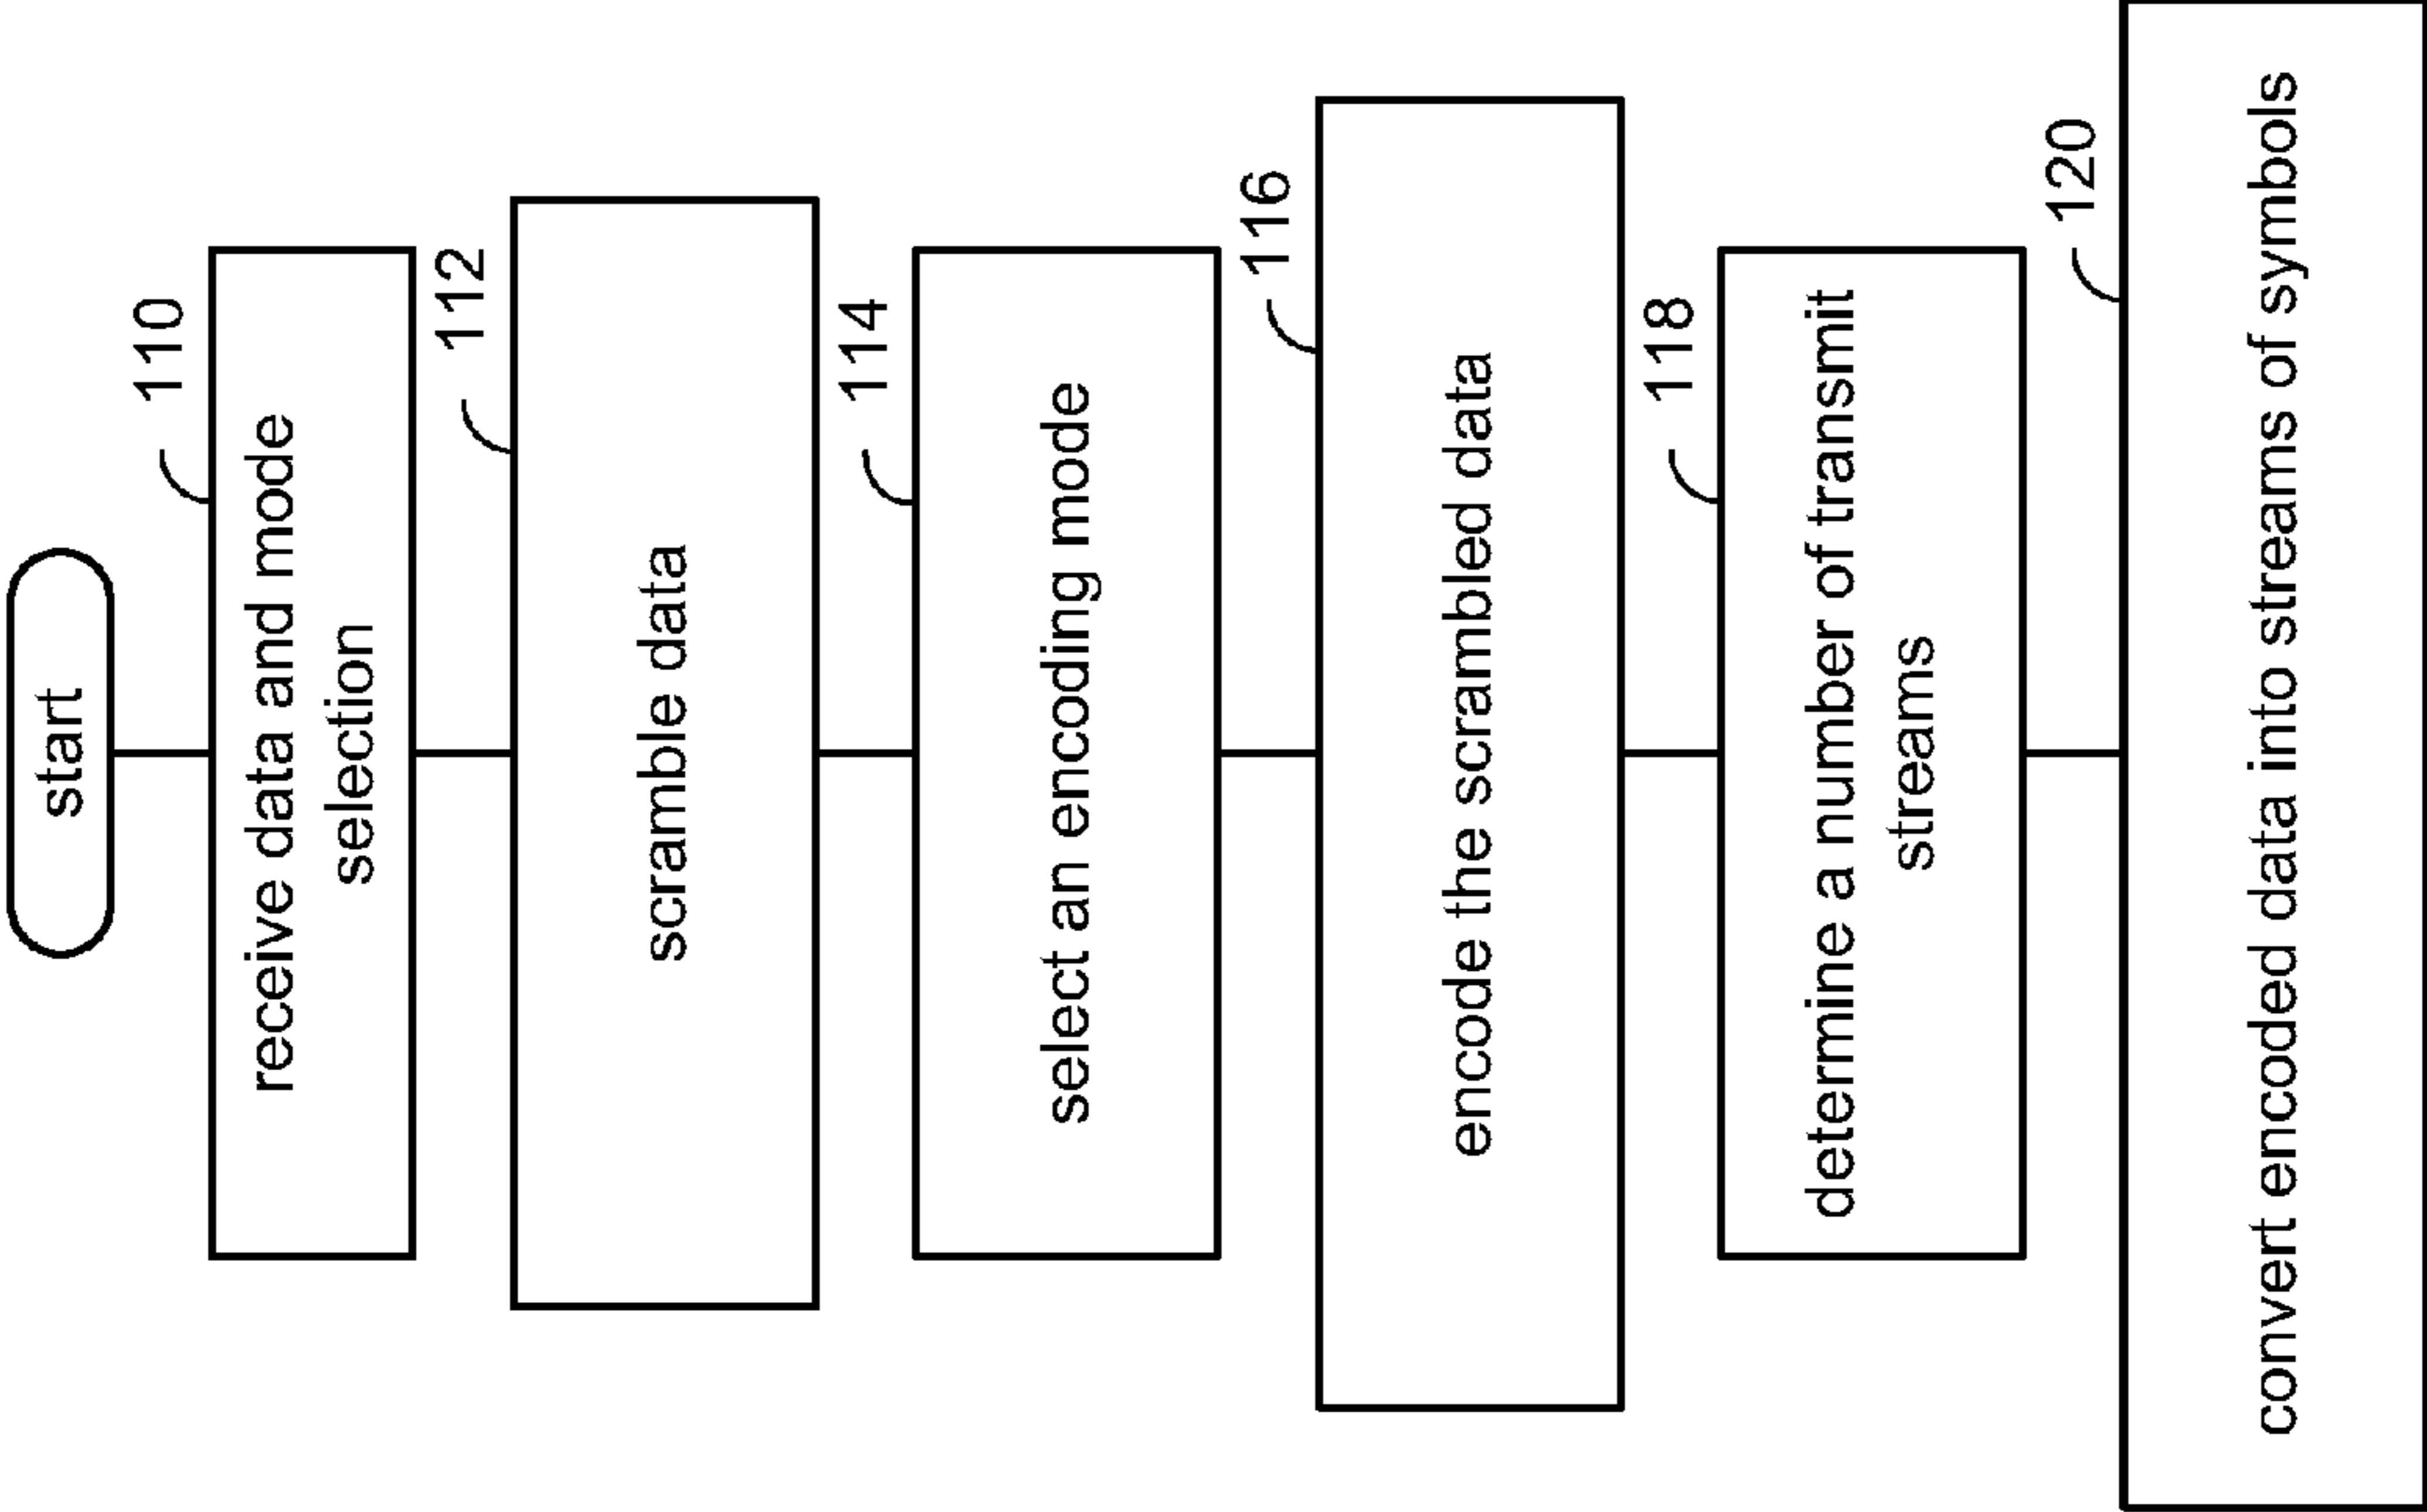 start
110
receive data and mode
selection
112
scramble data
114
select an encoding mode
116
encode the scrambled data
118
determine a number of transmit
streams
120
convert encoded data into streams of symbols